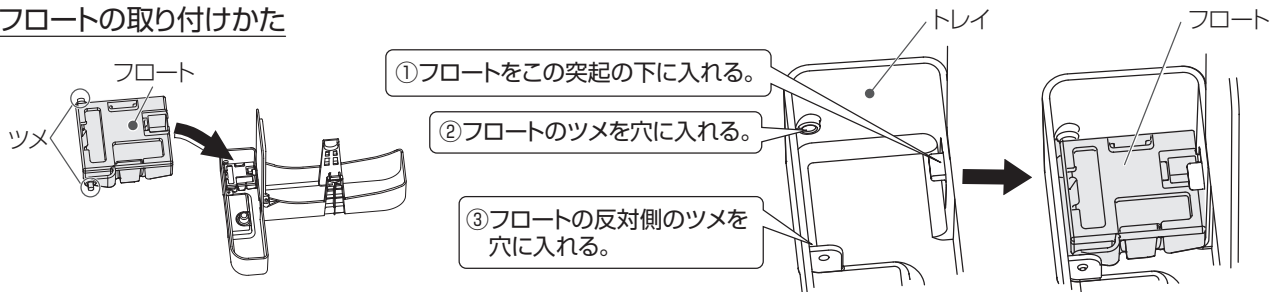 フロートの取り付けかた
フロート
ツメ
①フロートをこの突起の下に入れる。
②フロートのツメを穴に入れる。
③フロートの反対側のツメを
穴に入れる。
トレイ
フロート